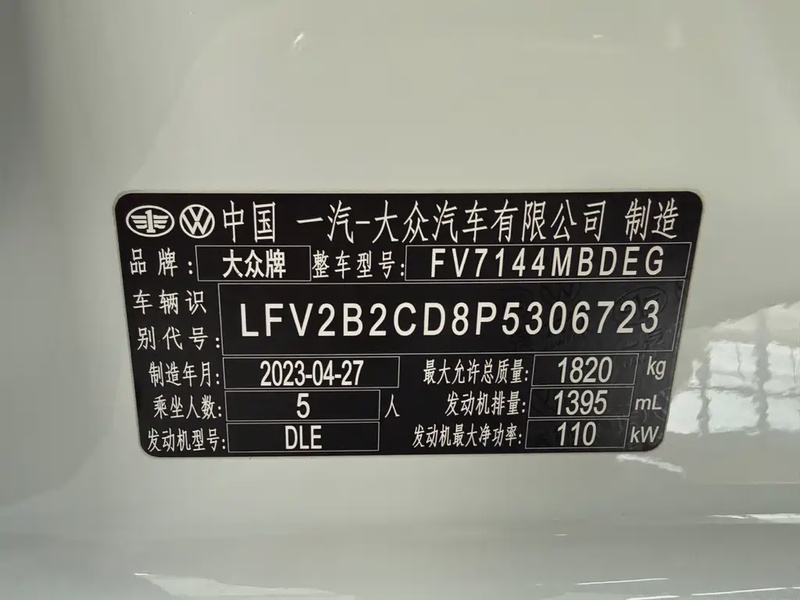 中国 一汽-大众汽车有限公司 制造
品牌: 大众牌 整车型号: FV7144MBDEG
车辆识别代号: LFV2B2CD8P5306723
制造年月: 2023-04-27 最大允许总质量: 1820 kg
乘坐人数: 5 人 发动机排量: 1395 mL
发动机型号: DLE 发动机最大净功率: 110 kW